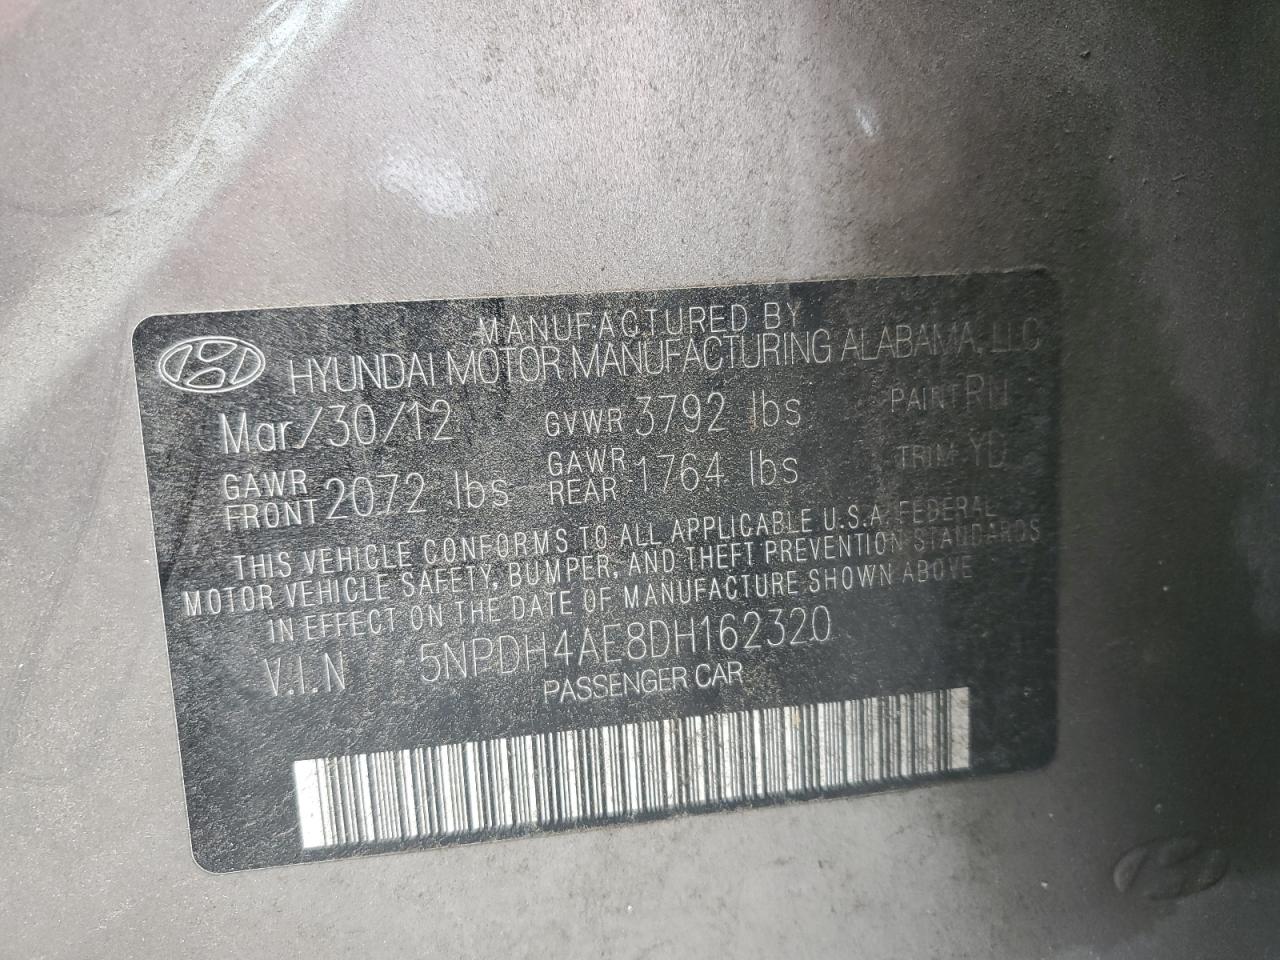 MANUFACTURED BY
HYUNDAI MOTOR MANUFACTURING ALABAMA, LLC
Mar/30/12 GVWR 3792 lbs PAINT
GAWR FRONT 2072 lbs GAWR REAR 1764 lbs TRIM YD
THIS VEHICLE CONFORMS TO ALL APPLICABLE U.S.A. FEDERAL
MOTOR VEHICLE SAFETY, BUMPER, AND THEFT PREVENTION STANDARDS
IN EFFECT ON THE DATE OF MANUFACTURE SHOWN ABOVE
V.I.N 5NPDH4AE8DH162320
PASSENGER CAR